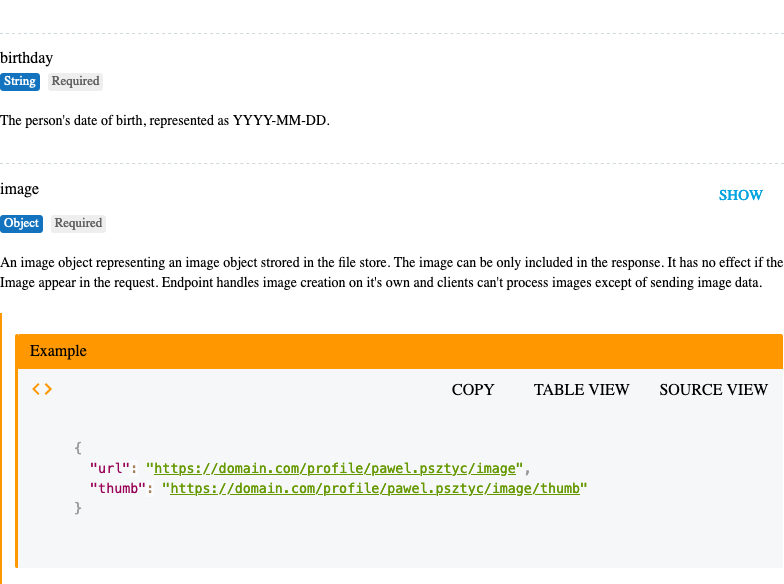 birthday
String Required
The person's date of birth, represented as YYYY-MM-DD.
image
SHOW
Object Required
An image object representing an image object strored in the file store. The image can be only included in the response. It has no effect if the
Image appear in the request. Endpoint handles image creation on it's own and clients can't process images except of sending image data.
Example
<> COPY TABLE VIEW SOURCE VIEW
{
"url": "https://domain.com/profile/pawel.psztyc/image",
"thumb": "https://domain.com/profile/pawel.psztyc/image/thumb"
}